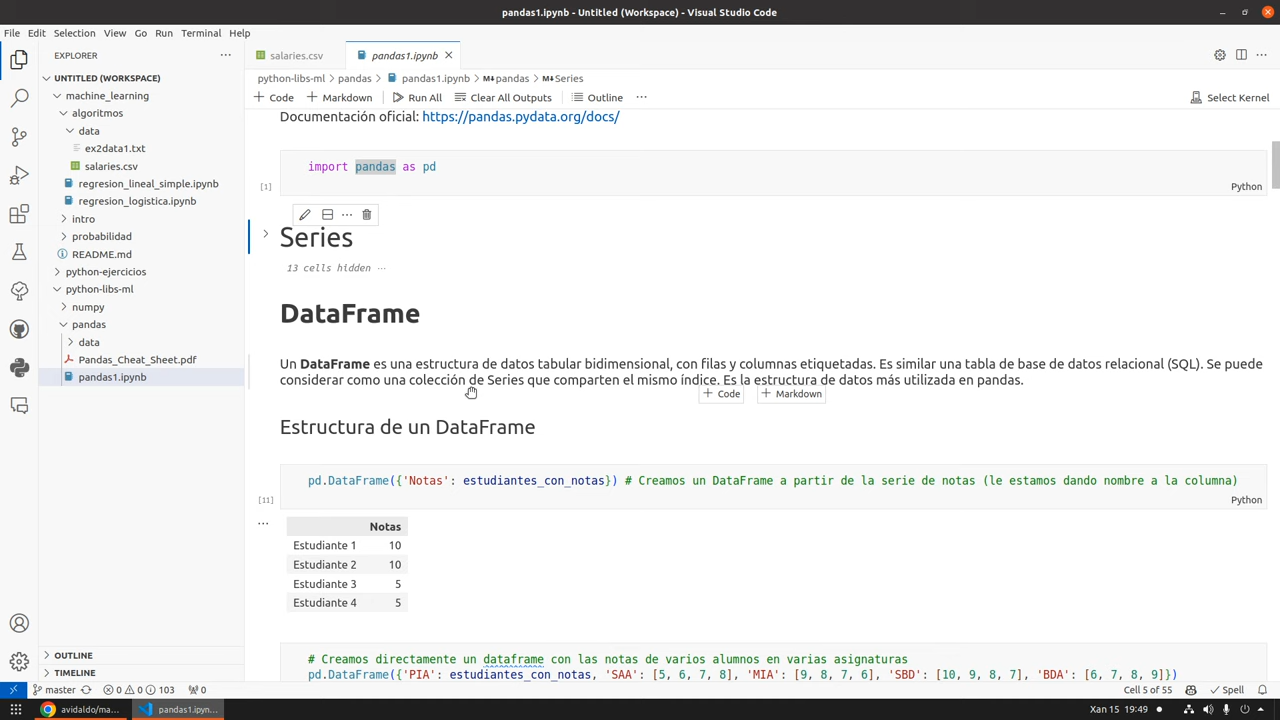 pandas1.ipynb - Untitled (Workspace) - Visual Studio Code
File Edit Selection View Go Run Terminal Help
EXPLORER
salaries.csv
pandas1.ipynb
UNTITLED (WORKSPACE)
machine_learning
algoritmos
data
ex2data1.txt
salaries.csv
regresion_lineal_simple.ipynb
regresion_logistica.ipynb
intro
probabilidad
README.md
python-ejercicios
python-libs-ml
numpy
pandas
data
Pandas_Cheat_Sheet.pdf
pandas1.ipynb
OUTLINE
TIMELINE
python-libs-ml > pandas > pandas1.ipynb > M↓pandas > M↓Series
+ Code + Markdown Run All Clear All Outputs Outline ... Select Kernel
Documentación oficial: https://pandas.pydata.org/docs/
import pandas as pd
[1] Python
Series
13 cells hidden ...
DataFrame
Un DataFrame es una estructura de datos tabular bidimensional, con filas y columnas etiquetadas. Es similar una tabla de base de datos relacional (SQL). Se puede
considerar como una colección de Series que comparten el mismo índice. Es la estructura de datos más utilizada en pandas.
+ Code + Markdown
Estructura de un DataFrame
pd.DataFrame({'Notas': estudiantes_con_notas}) # Creamos un DataFrame a partir de la serie de notas (le estamos dando nombre a la columna)
[11] Python
...
Notas
Estudiante 1 10
Estudiante 2 10
Estudiante 3 5
Estudiante 4 5
# Creamos directamente un dataframe con las notas de varios alumnos en varias asignaturas
pd.DataFrame({'PIA': estudiantes_con_notas, 'SAA': [5, 6, 7, 8], 'MIA': [9, 8, 7, 6], 'SBD': [10, 9, 8, 7], 'BDA': [6, 7, 8, 9]})
master 0 0 103 0 Cell 5 of 55 Spell
avidaldo/ma... pandas1.ipyn... Xan 15 19:49